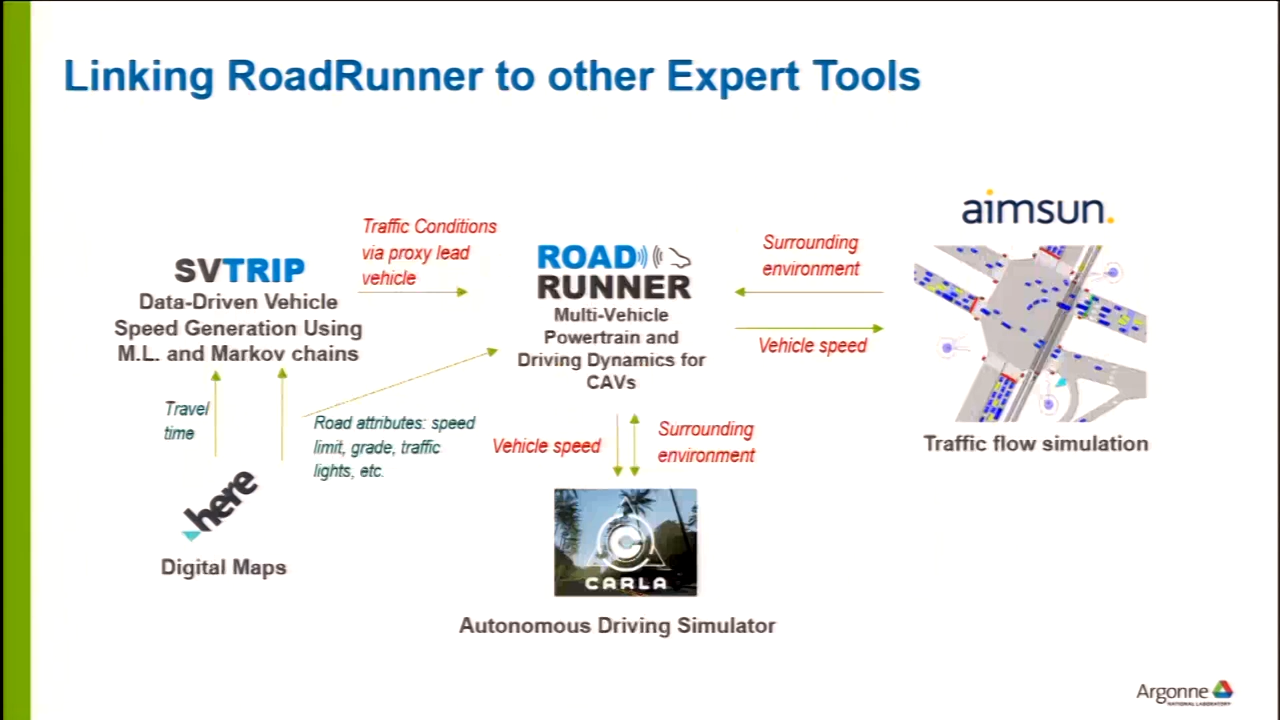 Linking RoadRunner to other Expert Tools
aimsun.
Traffic Conditions
via proxy lead
vehicle
Surrounding
environment
SVTRIP
Data-Driven Vehicle
Speed Generation Using
M.L. and Markov chains
ROAD
RUNNER
Multi-Vehicle
Powertrain and
Driving Dynamics for
CAVs
Vehicle speed
Travel
time
Road attributes: speed
limit, grade, traffic
lights, etc.
Vehicle speed
Surrounding
environment
Traffic flow simulation
here
Digital Maps
CARLA
Autonomous Driving Simulator
Argonne
NATIONAL LABORATORY